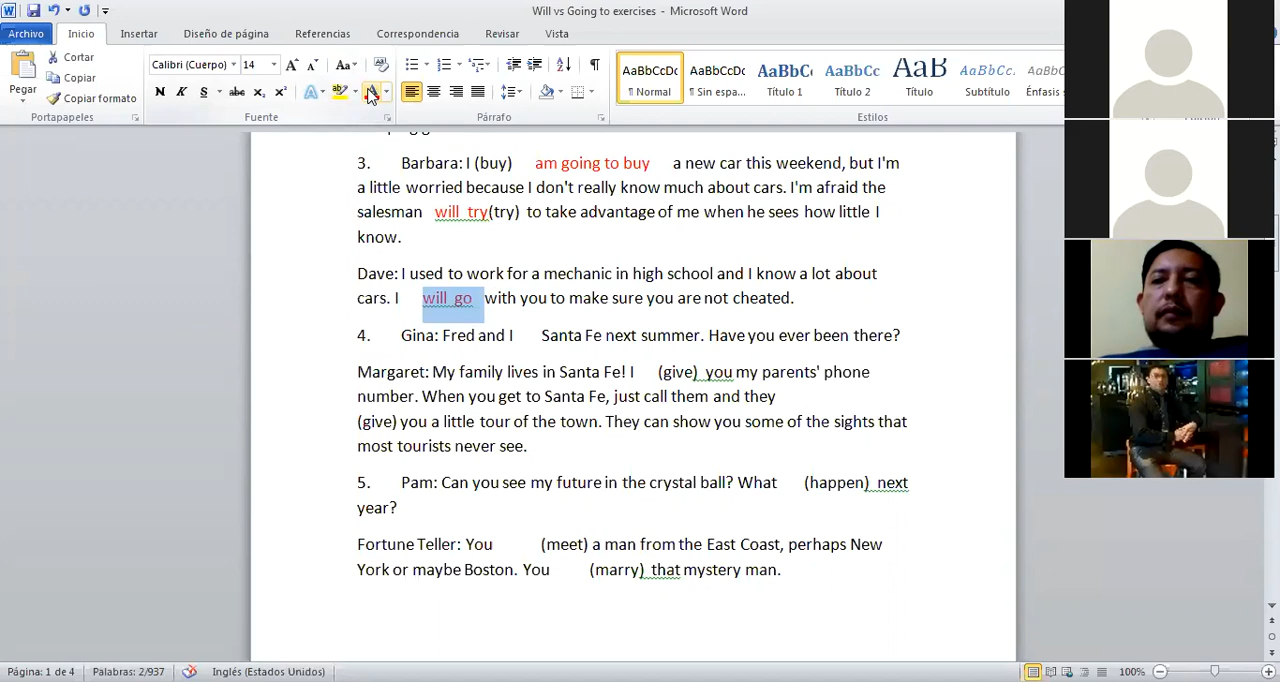 Will vs Going to exercises - Microsoft Word
Archivo Inicio Insertar Diseño de página Referencias Correspondencia Revisar Vista
Cortar
Copiar
Copiar formato
Pegar
Portapapeles
Calibri (Cuerpo) 14
Aa
N K S abc x₂ x² A ab A
Fuente
Párrafo
AaBbCcDc AaBbCcDc AaBbC AaBbCc AaB AaBbCc. AaBbC
¶ Normal ¶ Sin espa... Título 1 Título 2 Título Subtítulo Énfasis
Estilos
3. Barbara: I (buy) am going to buy a new car this weekend, but I'm
a little worried because I don't really know much about cars. I'm afraid the
salesman will try(try) to take advantage of me when he sees how little I
know.
Dave: I used to work for a mechanic in high school and I know a lot about
cars. I will go with you to make sure you are not cheated.
4. Gina: Fred and I Santa Fe next summer. Have you ever been there?
Margaret: My family lives in Santa Fe! I (give) you my parents' phone
number. When you get to Santa Fe, just call them and they
(give) you a little tour of the town. They can show you some of the sights that
most tourists never see.
5. Pam: Can you see my future in the crystal ball? What (happen) next
year?
Fortune Teller: You (meet) a man from the East Coast, perhaps New
York or maybe Boston. You (marry) that mystery man.
Página: 1 de 4 Palabras: 2/937 Inglés (Estados Unidos) 100%